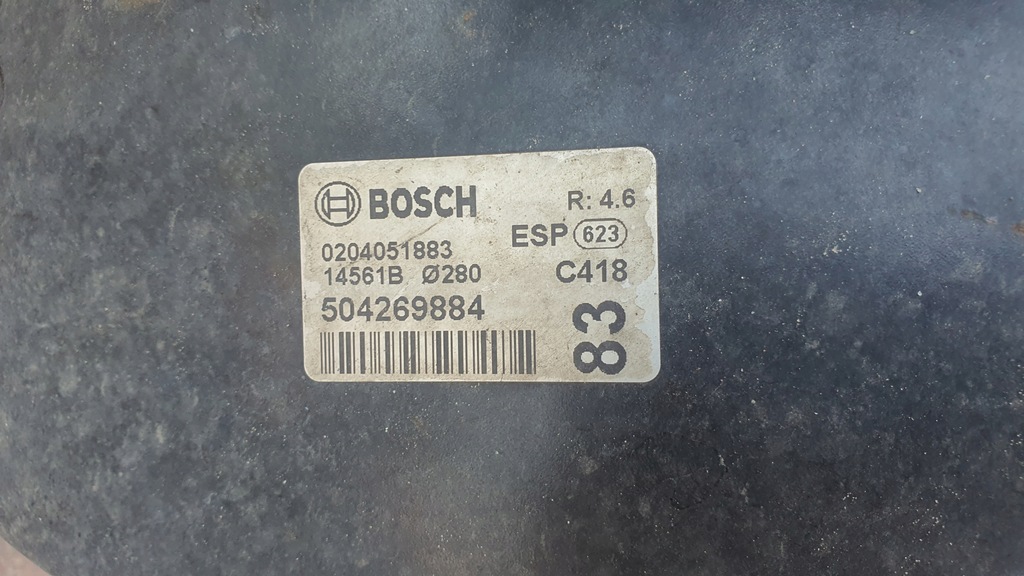 BOSCH R: 4.6
ESP 623
0204051883
14561B Ø280 C418
504269884
83